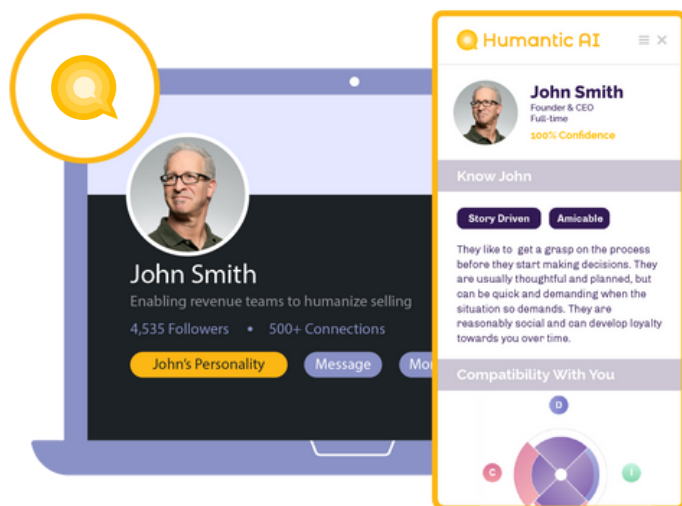 John Smith
Enabling revenue teams to humanize selling
4,535 Followers • 500+ Connections
John's Personality
Message
Humantic AI
John Smith
Founder & CEO
Full-time
100% Confidence
Know John
Story Driven
Amicable
They like to get a grasp on the process
before they start making decisions. They
are usually thoughtful and planned, but
can be quick and demanding when the
situation so demands. They are
reasonably social and can develop loyalty
towards you over time.
Compatibility With You
D
C
I